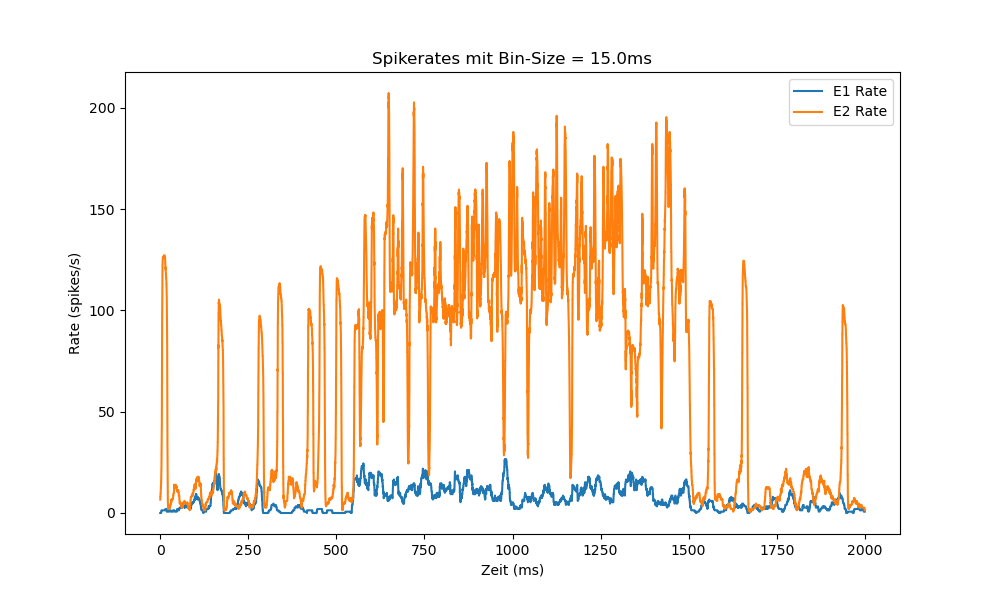 Spikerates mit Bin-Size = 15.0ms
E1 Rate
E2 Rate
200
150
100
50
0
Rate (spikes/s)
0 250 500 750 1000 1250 1500 1750 2000
Zeit (ms)